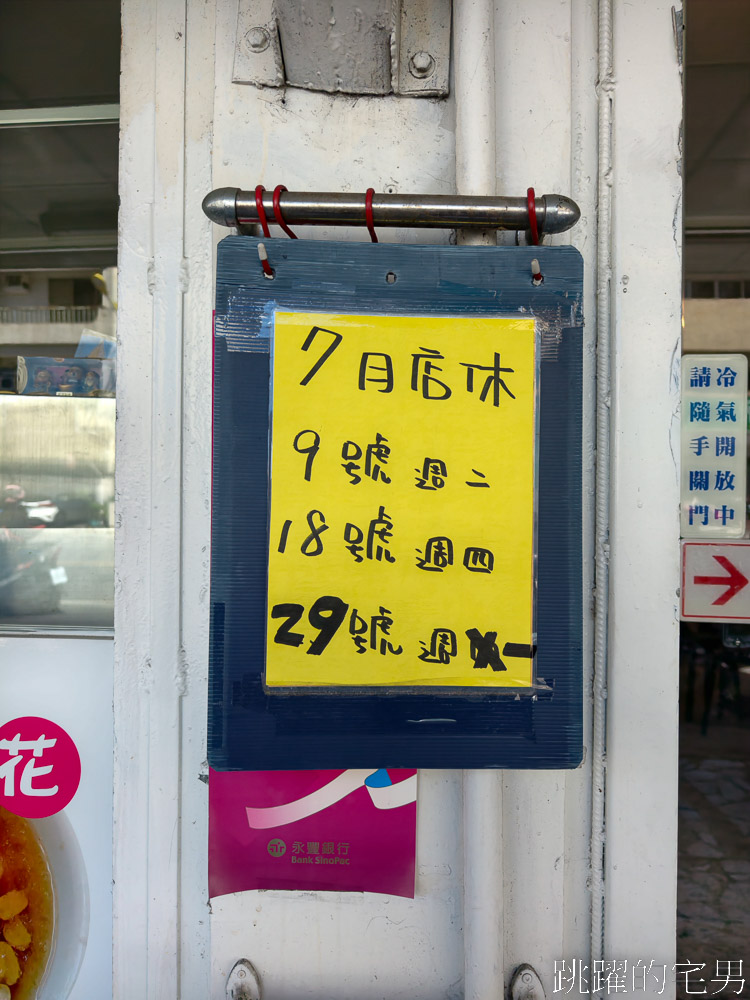 7月店休
9號週二
18號週四
29號週一
請隨手關門
冷氣開放中
花
永豐銀行
Bank SinoPac
跳躍的宅男